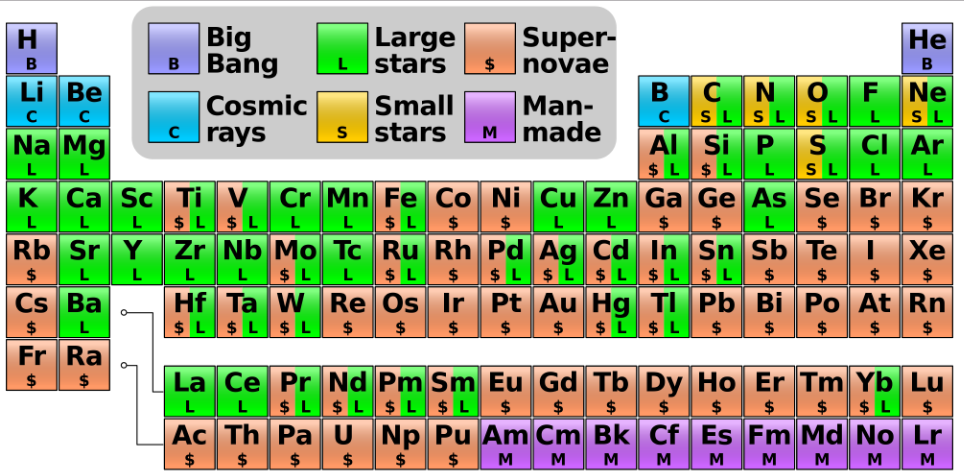 H He
B B
Big Bang
B
Large stars
L
Super-novae
$
Cosmic rays
C
Small stars
S
Man-made
M
Li Be B C N O F Ne
C C C S L S L S L L S L
Na Mg Al Si P S Cl Ar
L L $ L $ L L S L L L
K Ca Sc Ti V Cr Mn Fe Co Ni Cu Zn Ga Ge As Se Br Kr
L L L $ L $ L L L $ L $ $ L L $ $ L $ $ $
Rb Sr Y Zr Nb Mo Tc Ru Rh Pd Ag Cd In Sn Sb Te I Xe
$ L L L L $ L L $ L $ $ L $ L $ L $ L $ L $ $ $ $
Cs Ba Hf Ta W Re Os Ir Pt Au Hg Tl Pb Bi Po At Rn
$ L $ L $ L $ L $ $ $ $ $ $ L $ L $ $ $ $ $
Fr Ra
$ $
La Ce Pr Nd Pm Sm Eu Gd Tb Dy Ho Er Tm Yb Lu
L L $ L $ L $ L $ L $ $ $ $ $ $ $ $ L $
Ac Th Pa U Np Pu Am Cm Bk Cf Es Fm Md No Lr
$ $ $ $ $ $ M M M M M M M M M